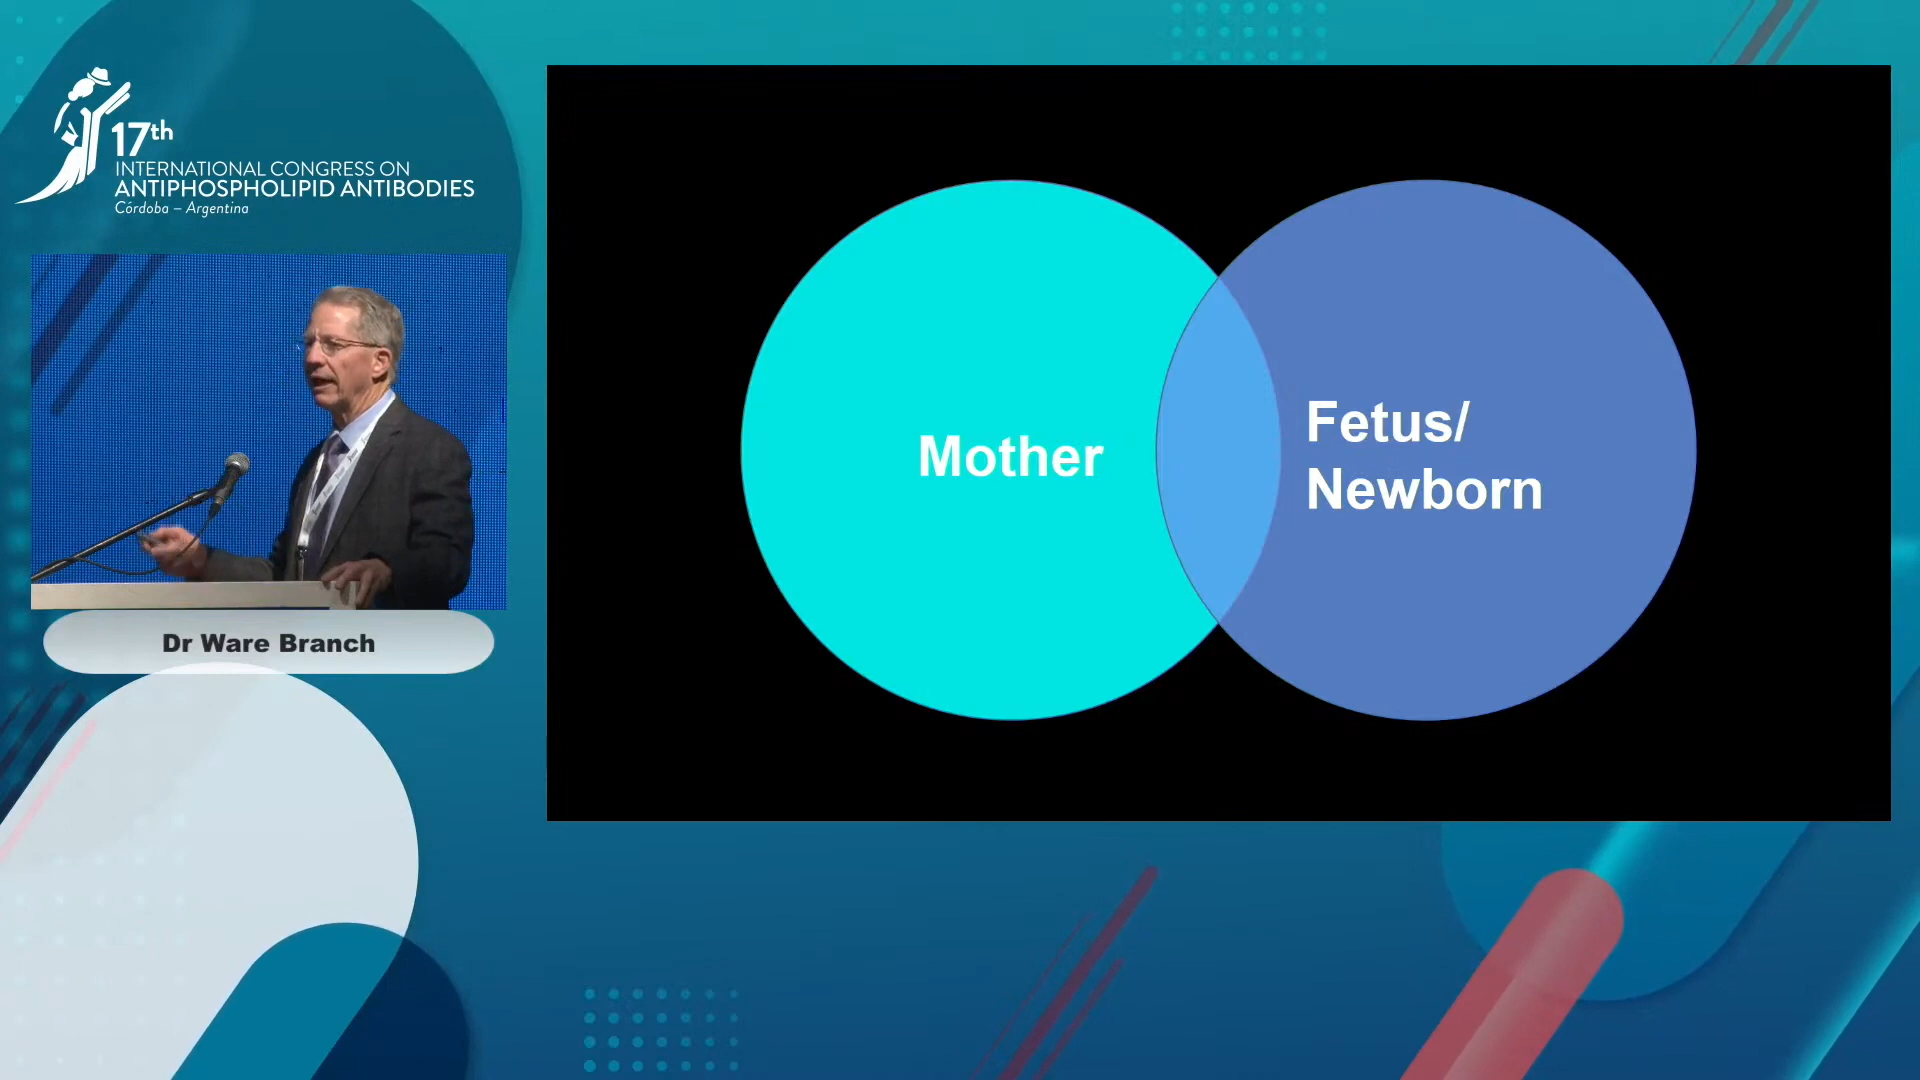 17th
INTERNATIONAL CONGRESS ON
ANTIPHOSPHOLIPID ANTIBODIES
Córdoba – Argentina
Mother
Fetus/
Newborn
Dr Ware Branch